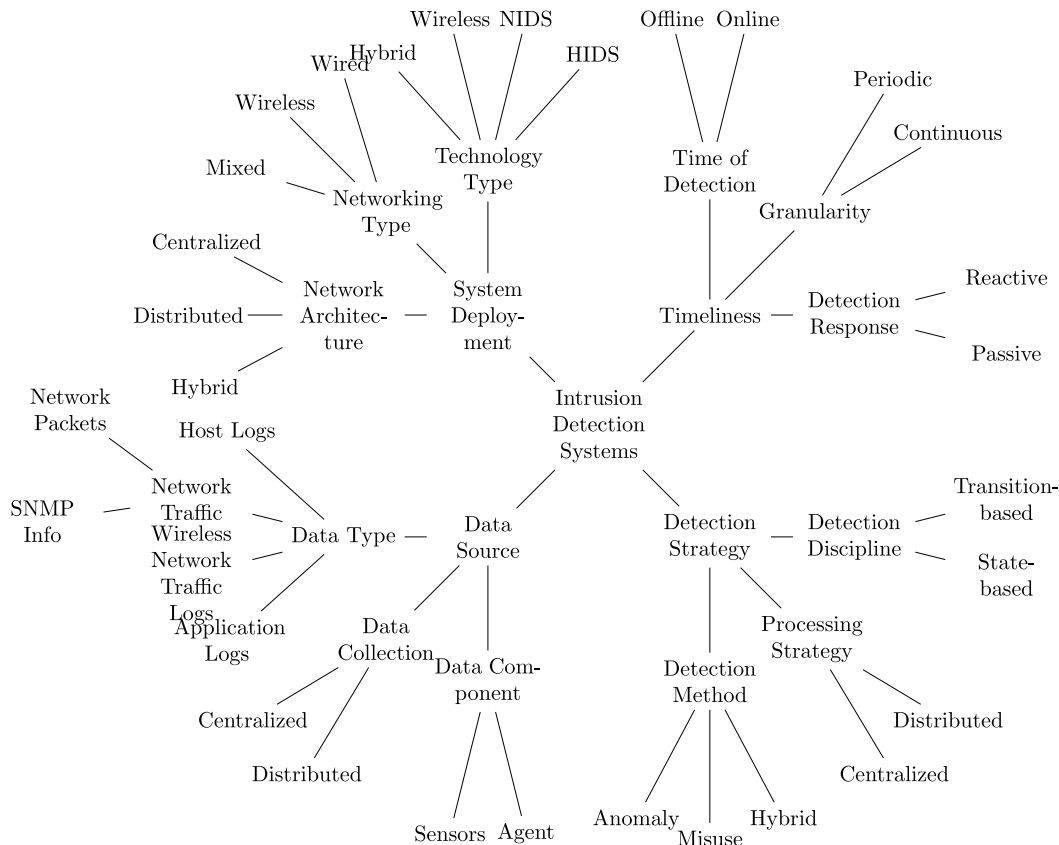 Wireless
NIDS
Offline
Online
Hybrid
HIDS
Wired
Periodic
Wireless
Continuous
Technology
Type
Time of
Detection
Mixed
Networking
Type
Granularity
Centralized
Network
Architec-
ture
System
Deploy-
ment
Timeliness
Detection
Response
Reactive
Distributed
Passive
Hybrid
Intrusion
Detection
Systems
Network
Packets
Host Logs
Network
Traffic
SNMP
Info
Wireless
Network
Traffic
Logs
Data Type
Data
Source
Detection
Strategy
Detection
Discipline
Transition-
based
State-
based
Application
Logs
Data
Collection
Data Com-
ponent
Detection
Method
Processing
Strategy
Centralized
Distributed
Distributed
Centralized
Sensors
Agent
Anomaly
Misuse
Hybrid